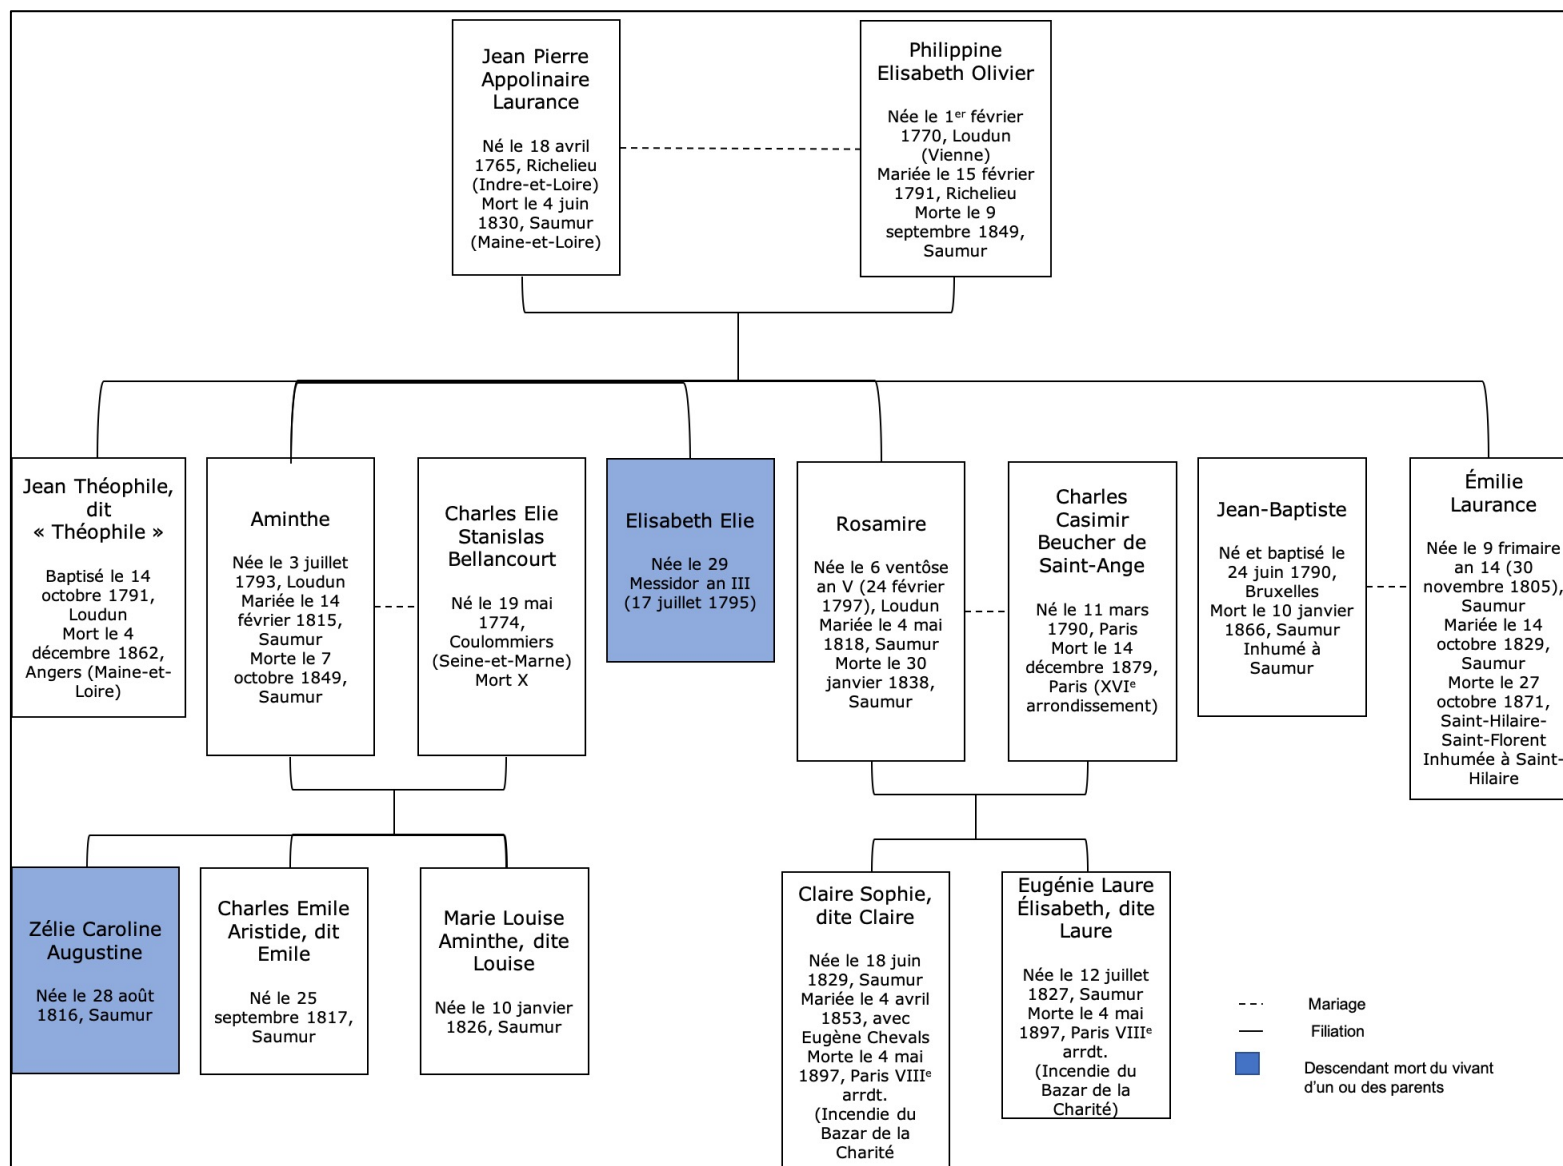 Jean Pierre
Appolinaire
Laurance
Né le 18 avril
1765, Richelieu
(Indre-et-Loire)
Mort le 4 juin
1830, Saumur
(Maine-et-Loire)
Philippine
Elisabeth Olivier
Née le 1er février
1770, Loudun
(Vienne)
Mariée le 15 février
1791, Richelieu
Morte le 9
septembre 1849,
Saumur
Jean Théophile,
dit
« Théophile »
Baptisé le 14
octobre 1791,
Loudun
Mort le 4
décembre 1862,
Angers (Maine-et-
Loire)
Aminthe
Née le 3 juillet
1793, Loudun
Mariée le 14
février 1815,
Saumur
Morte le 7
octobre 1849,
Saumur
Charles Elie
Stanislas
Bellancourt
Né le 19 mai
1774,
Coulommiers
(Seine-et-Marne)
Mort X
Elisabeth Elie
Née le 29
Messidor an III
(17 juillet 1795)
Rosamire
Née le 6 ventôse
an V (24 février
1797), Loudun
Mariée le 4 mai
1818, Saumur
Morte le 30
janvier 1838,
Saumur
Charles
Casimir
Beucher de
Saint-Ange
Né le 11 mars
1790, Paris
Mort le 14
décembre 1879,
Paris (XVIe
arrondissement)
Jean-Baptiste
Né et baptisé le
24 juin 1790,
Bruxelles
Mort le 10 janvier
1866, Saumur
Inhumé à
Saumur
Émilie
Laurance
Née le 9 frimaire
an 14 (30
novembre 1805),
Saumur
Mariée le 14
octobre 1829,
Saumur
Morte le 27
octobre 1871,
Saint-Hilaire-
Saint-Florent
Inhumée à Saint-
Hilaire
Zélie Caroline
Augustine
Née le 28 août
1816, Saumur
Charles Emile
Aristide, dit
Emile
Né le 25
septembre 1817,
Saumur
Marie Louise
Aminthe, dite
Louise
Née le 10 janvier
1826, Saumur
Claire Sophie,
dite Claire
Née le 18 juin
1829, Saumur
Mariée le 4 avril
1853, avec
Eugène Chevals
Morte le 4 mai
1897, Paris VIIIe
arrdt.
(Incendie du
Bazar de la
Charité
Eugénie Laure
Élisabeth, dite
Laure
Née le 12 juillet
1827, Saumur
Morte le 4 mai
1897, Paris VIIIe
arrdt.
(Incendie du
Bazar de la
Charité)
Mariage
Filiation
Descendant mort du vivant
d'un ou des parents